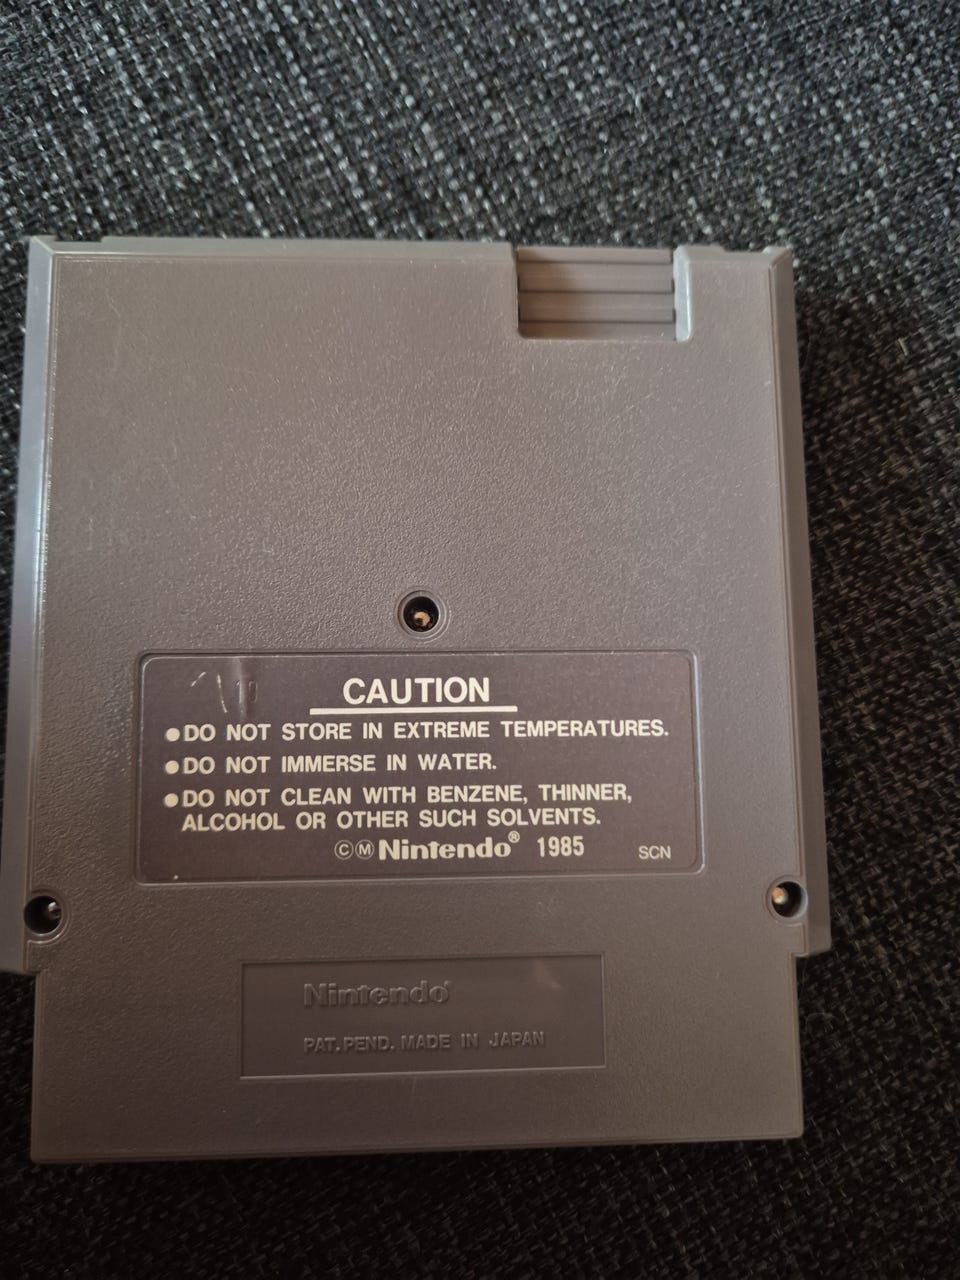 CAUTION
●DO NOT STORE IN EXTREME TEMPERATURES.
●DO NOT IMMERSE IN WATER.
●DO NOT CLEAN WITH BENZENE, THINNER,
ALCOHOL OR OTHER SUCH SOLVENTS.
ⒸⓂ Nintendo® 1985 SCN
Nintendo
PAT. PEND. MADE IN JAPAN